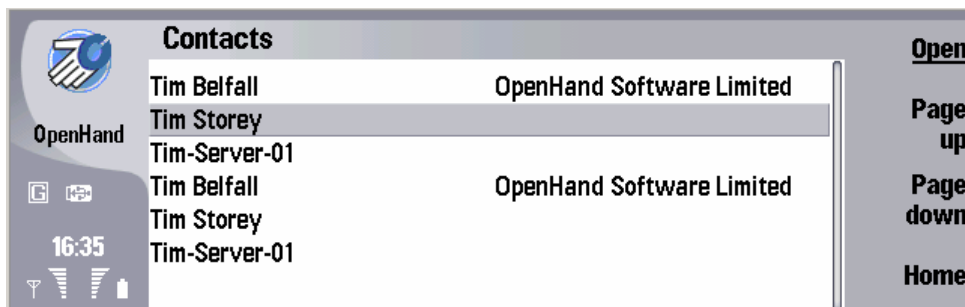 Contacts
Open
Tim Belfall OpenHand Software Limited
Tim Storey
Page up
OpenHand
Tim-Server-01
Tim Belfall OpenHand Software Limited
Page down
G
Tim Storey
16:35
Tim-Server-01
Home